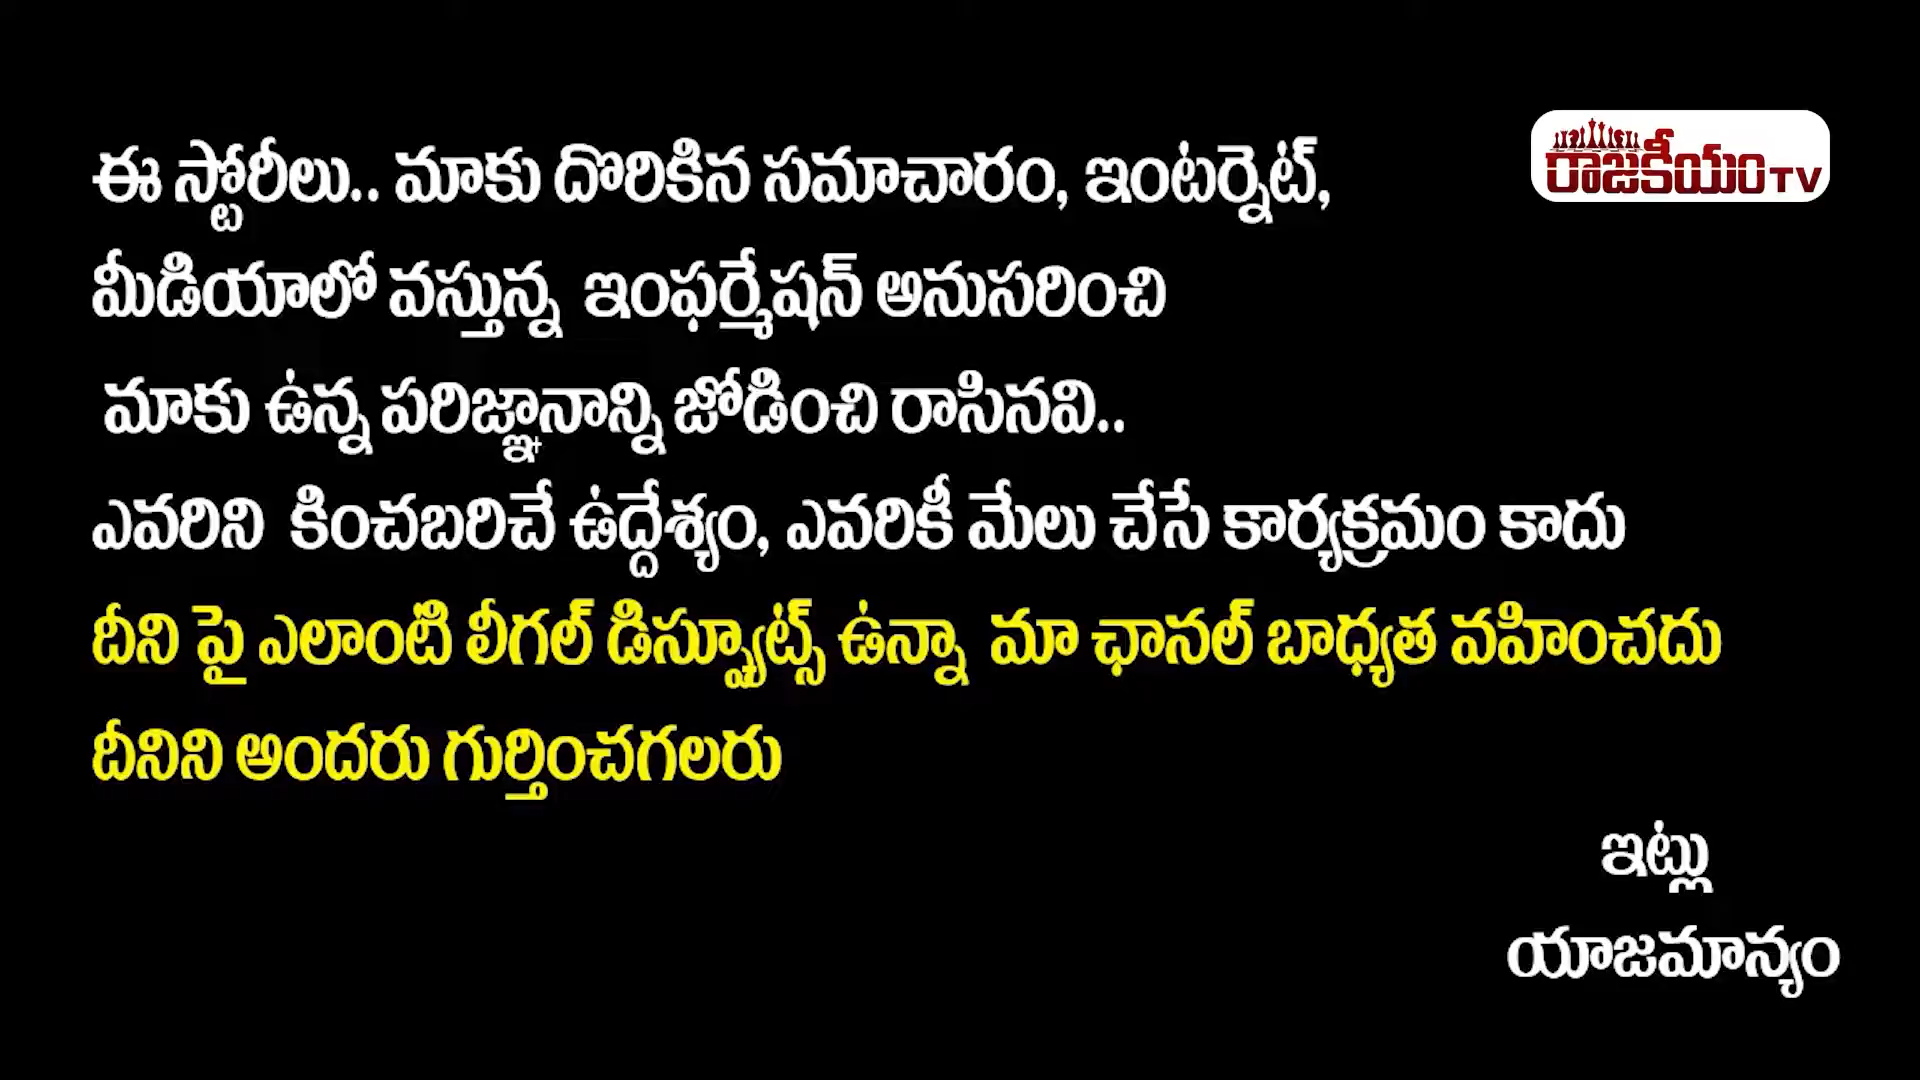 రాజకీయం TV
ఈ స్టోరీలు.. మాకు దొరికిన సమాచారం, ఇంటర్నెట్,
మీడియాలో వస్తున్న ఇంఫర్మేషన్ అనుసరించి
మాకు ఉన్న పరిజ్ఞానాన్ని జోడించి రాసినవి..
ఎవరిని కించబరిచే ఉద్దేశ్యం, ఎవరికీ మేలు చేసే కార్యక్రమం కాదు
దీని పై ఎలాంటి లీగల్ డిస్ప్యూట్స్ ఉన్నా మా ఛానల్ బాధ్యత వహించదు
దీనిని అందరు గుర్తించగలరు
ఇట్లు
యాజమాన్యం